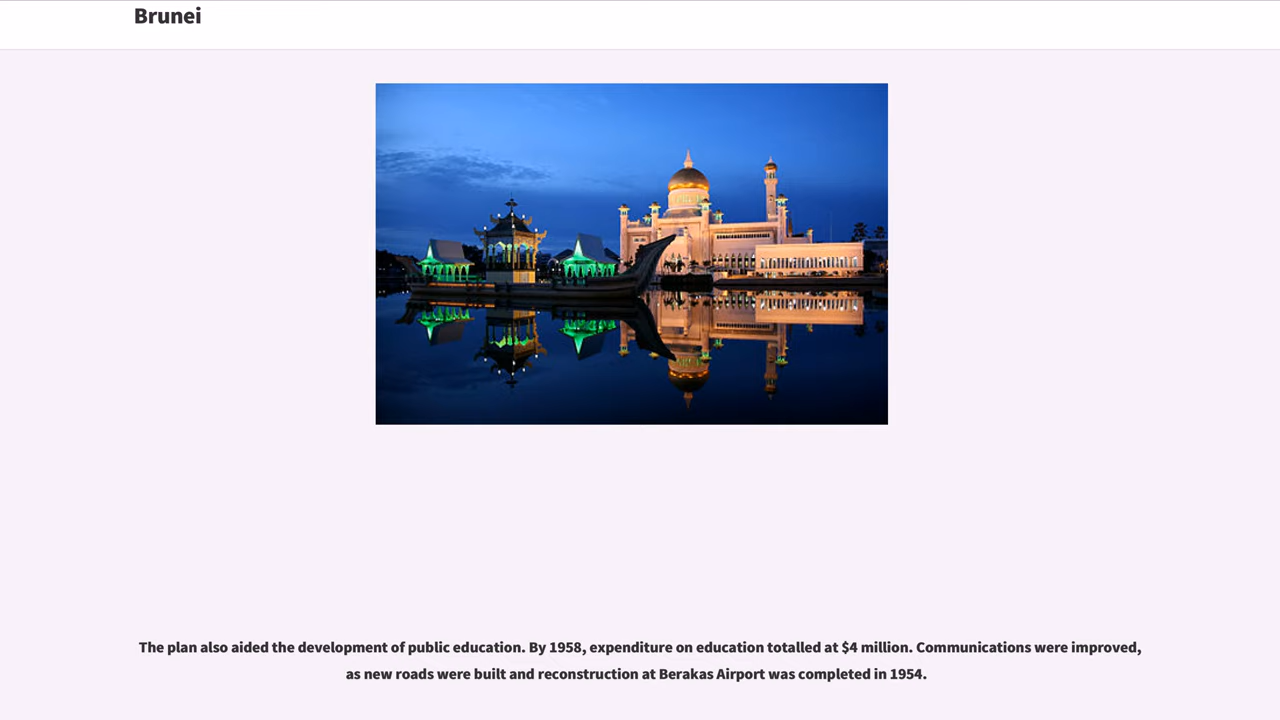 Brunei
The plan also aided the development of public education. By 1958, expenditure on education totalled at $4 million. Communications were improved,
as new roads were built and reconstruction at Berakas Airport was completed in 1954.